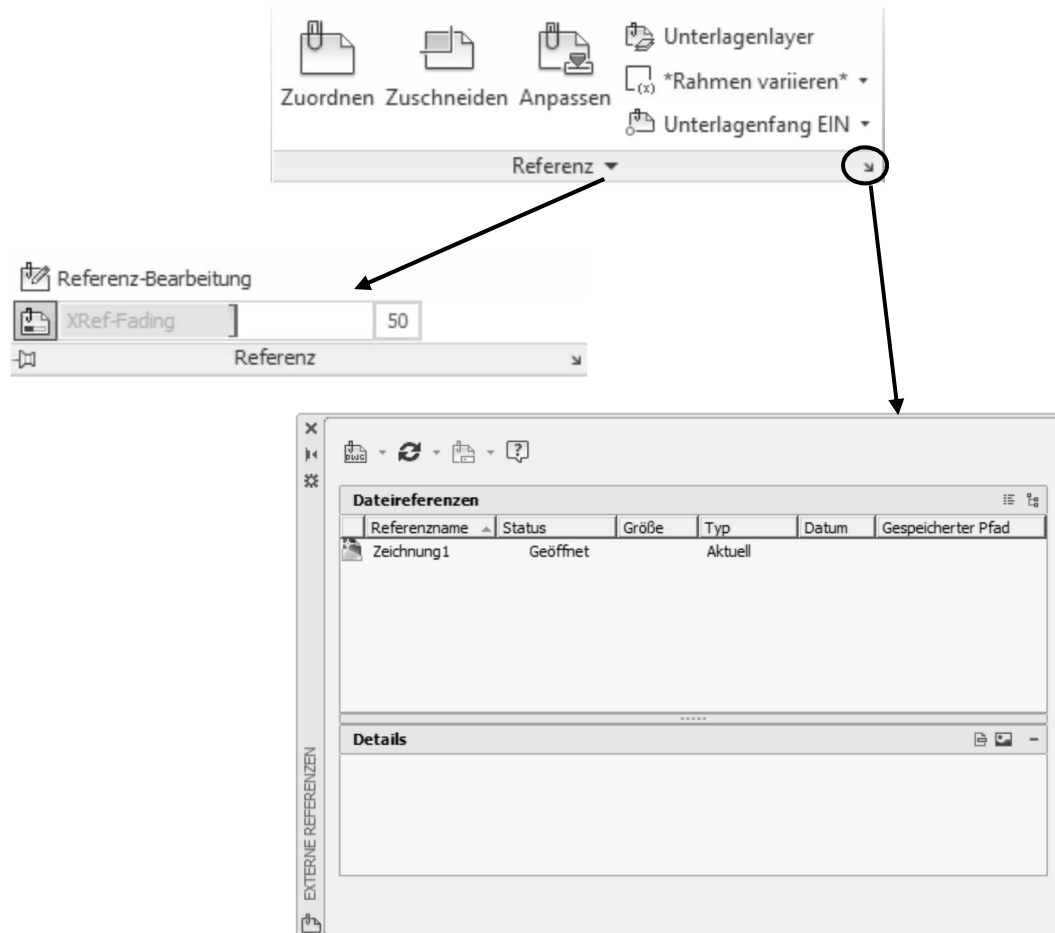 Zuordnen Zuschneiden Anpassen
Unterlagenlayer
*Rahmen variieren*
Unterlagenfang EIN
Referenz
Referenz-Bearbeitung
XRef-Fading 50
Referenz
DWG
Dateireferenzen
Referenzname Status Größe Typ Datum Gespeicherter Pfad
Zeichnung1 Geöffnet Aktuell
Details
EXTERNE REFERENZEN